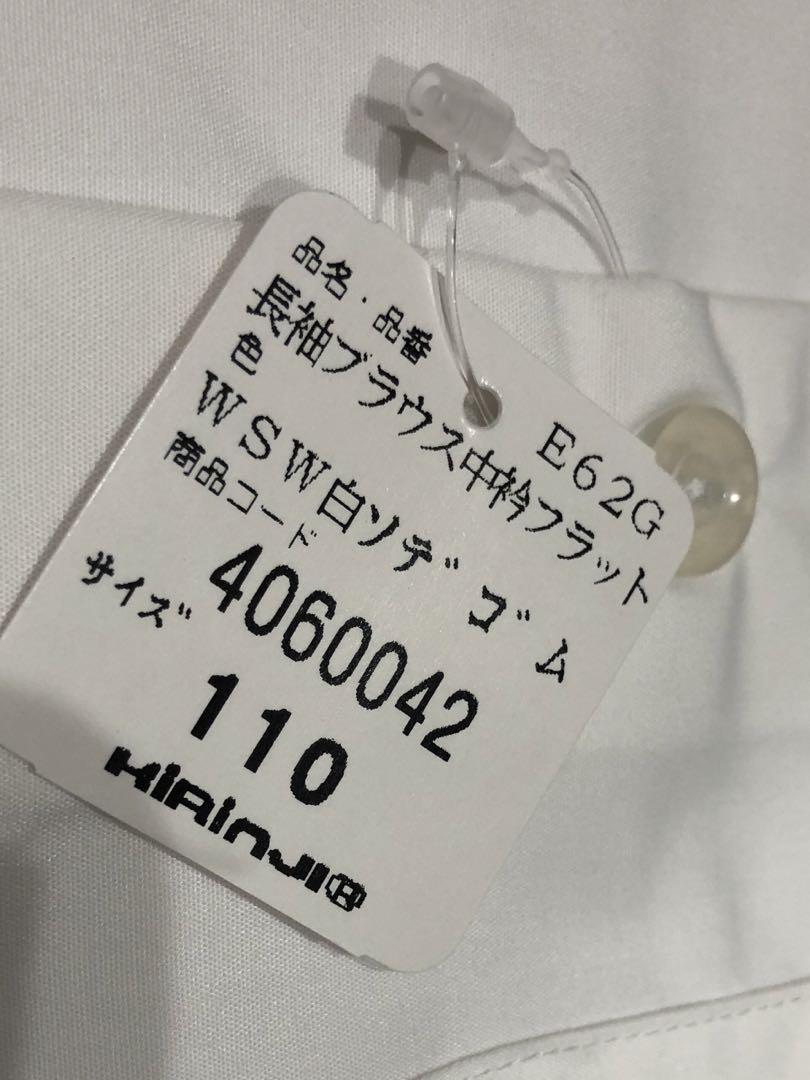 品名・品番 E62G
長袖ブラウス中衿フラット
色
WSW白ソデゴム
商品コード
4060042
サイズ
110
KiRinJI®